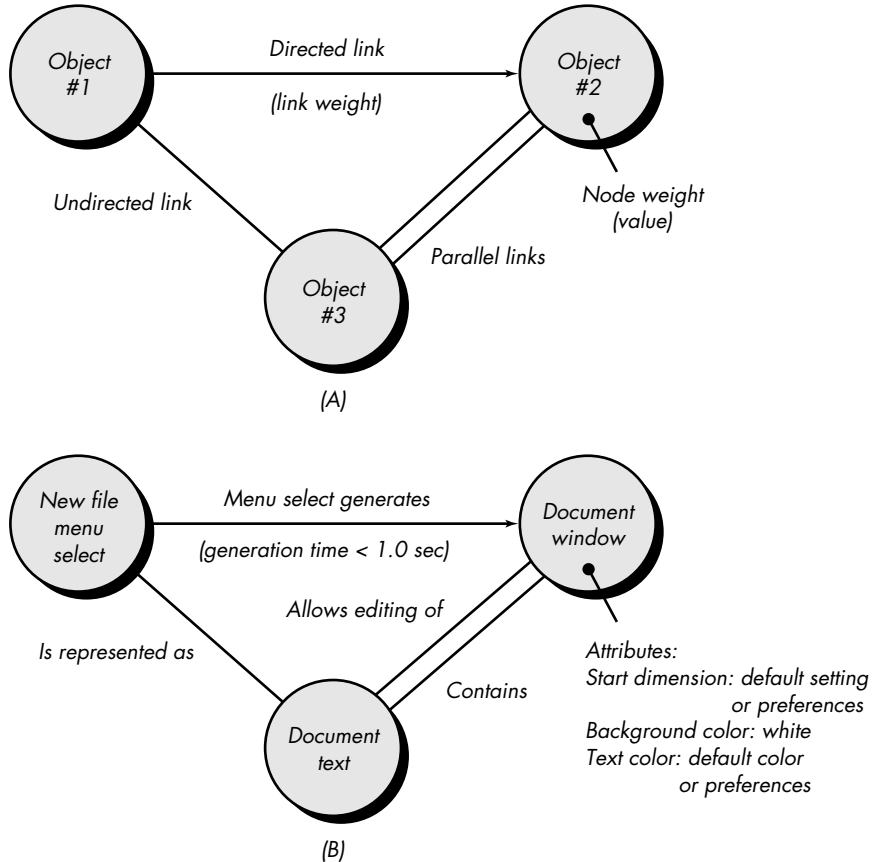 Object
#1
Directed link
(link weight)
Object
#2
Undirected link
Node weight
(value)
Parallel links
Object
#3
(A)
New file
menu
select
Menu select generates
(generation time < 1.0 sec)
Document
window
Allows editing of
Is represented as
Contains
Attributes:
Start dimension: default setting
or preferences
Background color: white
Text color: default color
or preferences
Document
text
(B)